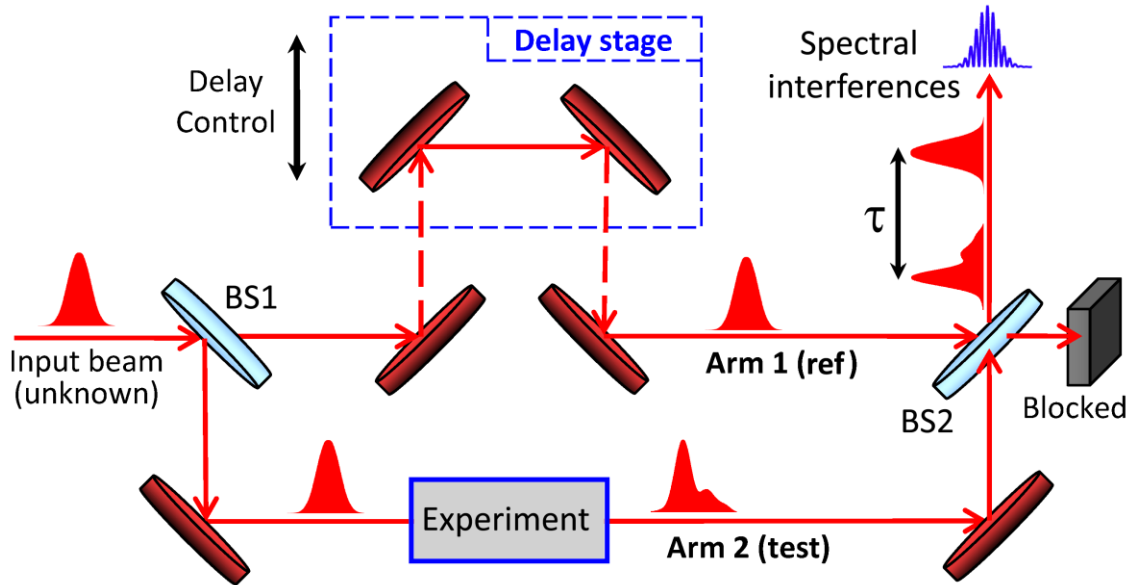 Delay stage
Delay
Control
Spectral
interferences
τ
BS1
Input beam
(unknown)
Arm 1 (ref)
BS2
Blocked
Experiment
Arm 2 (test)